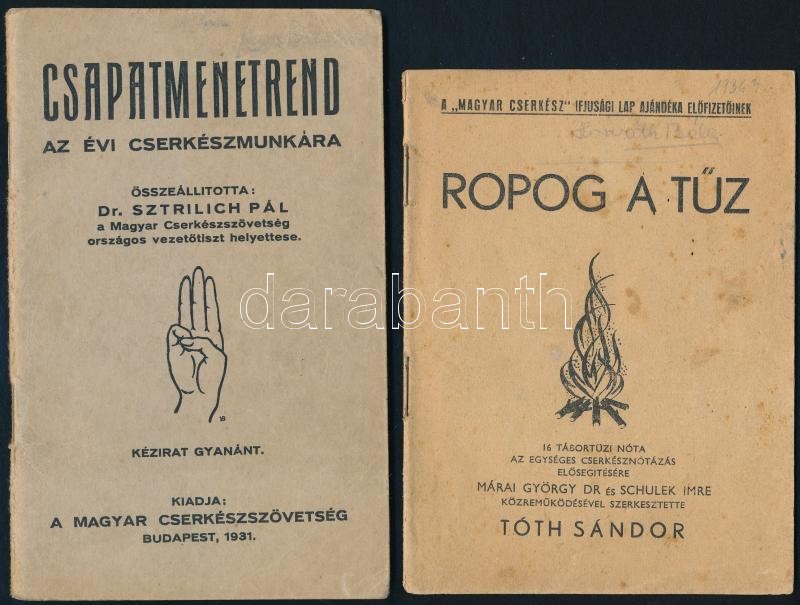 CSAPATMENETREND
AZ ÉVI CSERKÉSZMUNKÁRA
ÖSSZEÁLLITOTTA:
Dr. SZTRILICH PÁL
a Magyar Cserkészszövetség
országos vezetőtiszt helyettese.
KÉZIRAT GYANÁNT.
KIADJA:
A MAGYAR CSERKÉSZSZÖVETSÉG
BUDAPEST, 1931.
A „MAGYAR CSERKÉSZ" IFJUSÁGI LAP AJÁNDÉKA ELŐFIZETŐINEK
ROPOG A TŰZ
16 TÁBORTÜZI NÓTA
AZ EGYSÉGES CSERKÉSZNÓTÁZÁS
ELŐSEGITÉSÉRE
MÁRAI GYÖRGY DR ÉS SCHULEK IMRE
KÖZREMŰKÖDÉSÉVEL SZERKESZTETTE
TÓTH SÁNDOR
darabanth